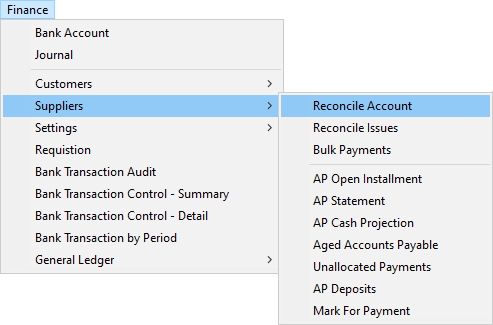 Finance
Bank Account
Journal
Customers
Suppliers
Settings
Requistion
Bank Transaction Audit
Bank Transaction Control - Summary
Bank Transaction Control - Detail
Bank Transaction by Period
General Ledger
Reconcile Account
Reconcile Issues
Bulk Payments
AP Open Installment
AP Statement
AP Cash Projection
Aged Accounts Payable
Unallocated Payments
AP Deposits
Mark For Payment